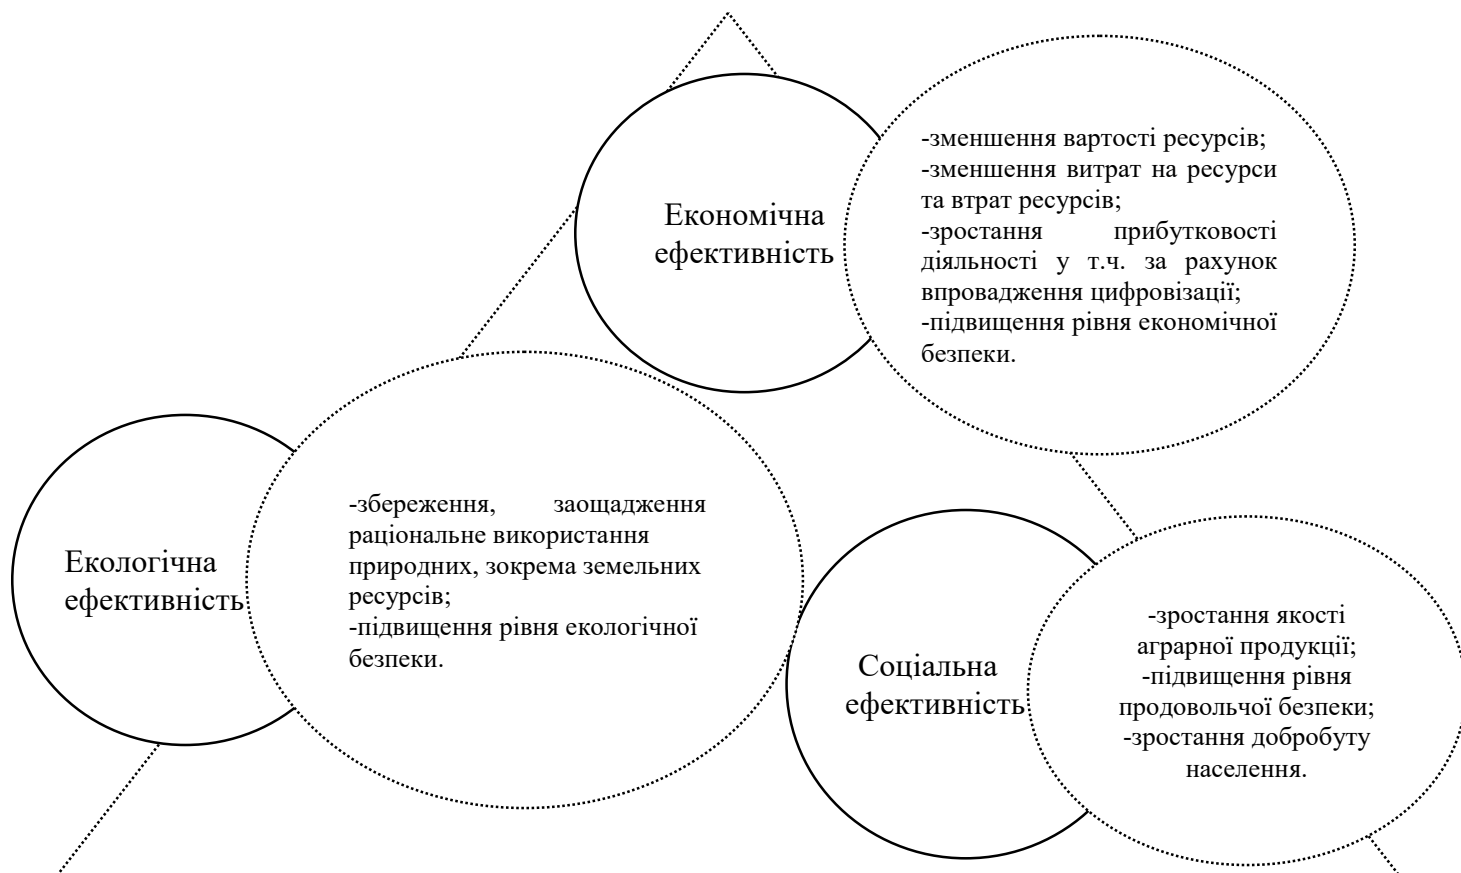 Економічна
ефективність
-зменшення вартості ресурсів;
-зменшення витрат на ресурси
та втрат ресурсів;
-зростання прибутковості
діяльності у т.ч. за рахунок
впровадження цифровізації;
-підвищення рівня економічної
безпеки.
Екологічна
ефективність
-збереження, заощадження
раціональне використання
природних, зокрема земельних
ресурсів;
-підвищення рівня екологічної
безпеки.
Соціальна
ефективність
-зростання якості
аграрної продукції;
-підвищення рівня
продовольчої безпеки;
-зростання добробуту
населення.